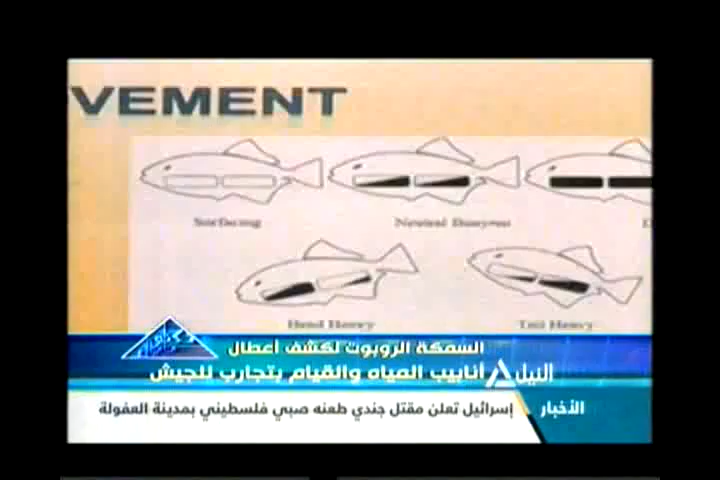 VEMENT
Surfacing
Neutral Buoyant
D
Head Heavy
Tail Heavy
السمكة الروبوت لكشف أعطال
أنابيب المياه والقيام بتجارب للجيش
النيل
الأخبار
إسرائيل تعلن مقتل جندي طعنه صبي فلسطيني بمدينة العفولة